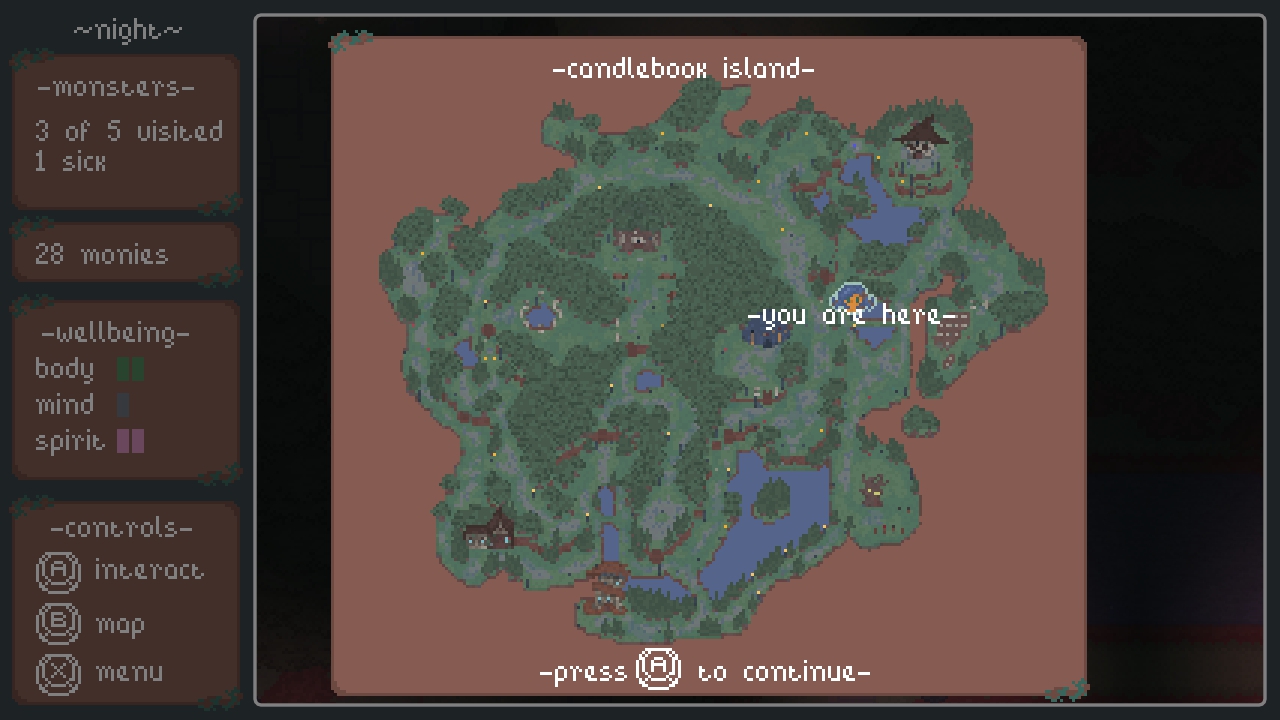 ~night~
-monsters-
3 of 5 visited
1 sick
28 monies
-wellbeing-
body
mind
spirit
-controls-
A interact
B map
X menu
-candlebook island-
-you are here-
-press A to continue-